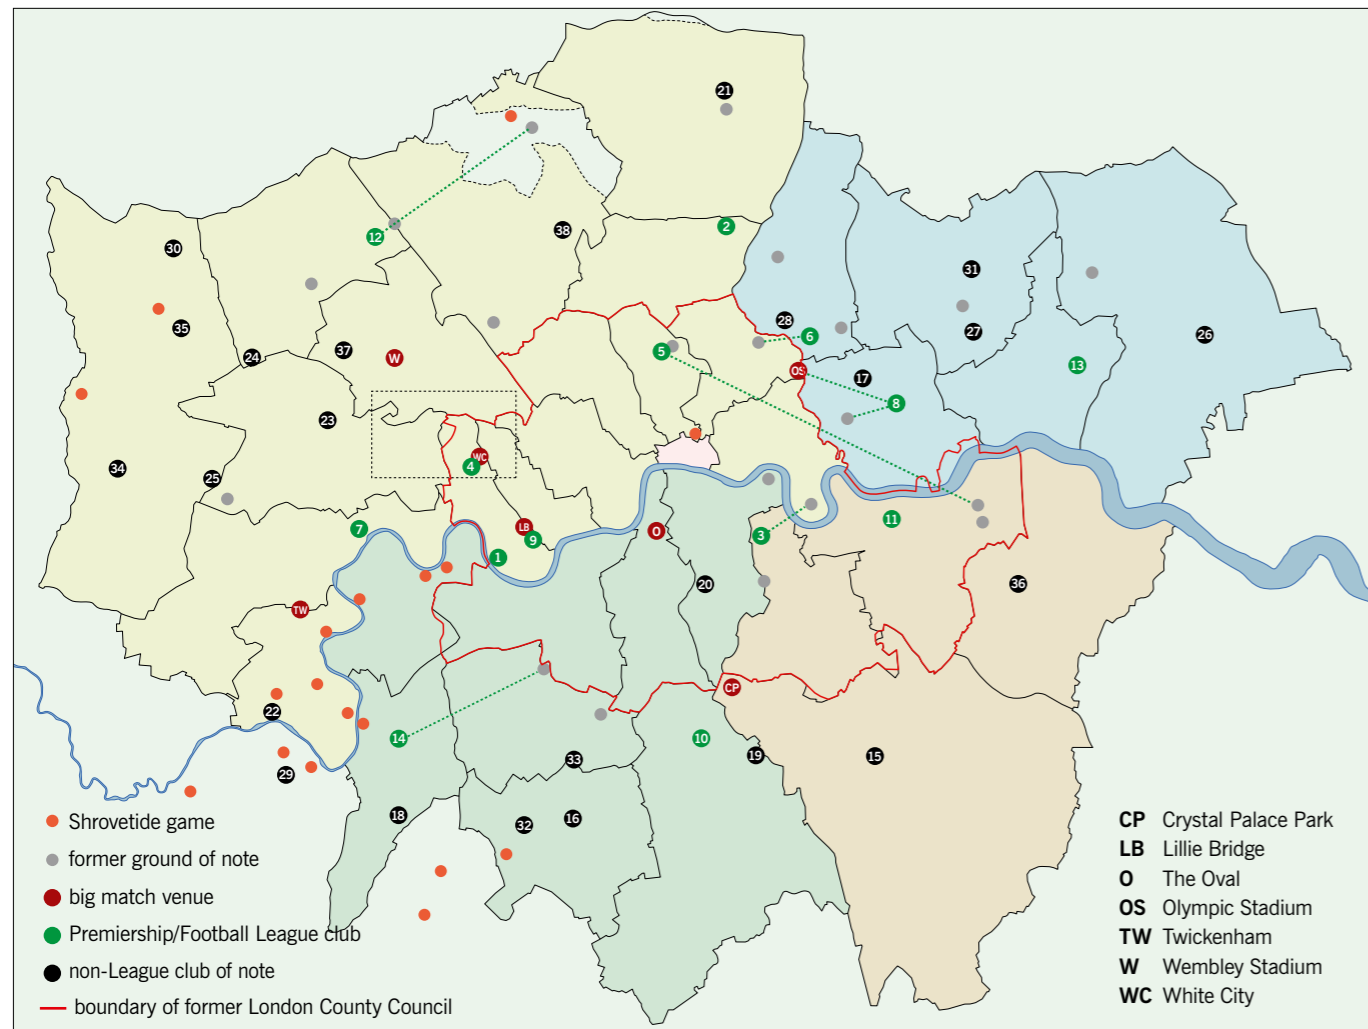 21
30
12
38
2
31
28
6
27
26
35
24
37
W
5
OS
13
17
8
23
WC
4
34
25
7
LB
9
1
O
3
11
20
36
TW
CP
22
14
10
19
15
33
29
18
32
16
Shrovetide game
former ground of note
big match venue
Premiership/Football League club
non-League club of note
boundary of former London County Council
CP Crystal Palace Park
LB Lillie Bridge
O The Oval
OS Olympic Stadium
TW Twickenham
W Wembley Stadium
WC White City